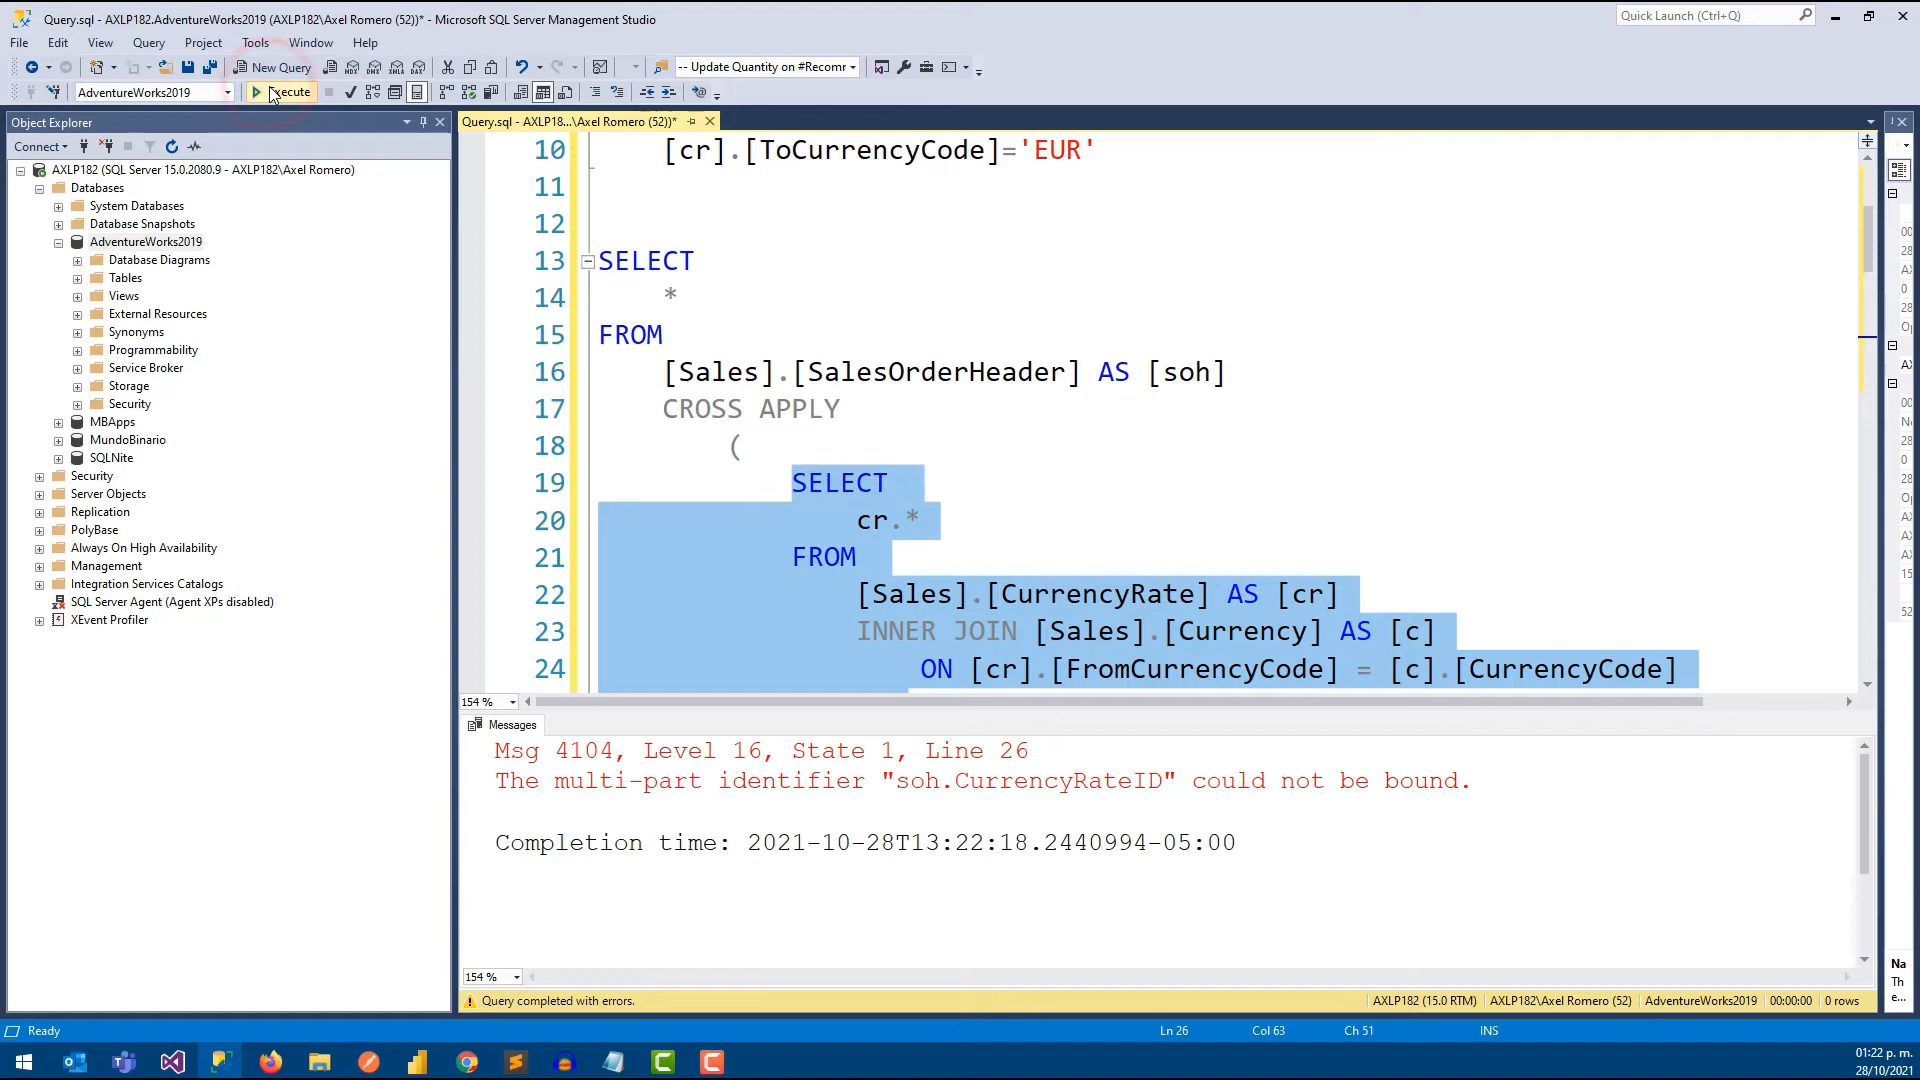 Query.sql - AXLP182.AdventureWorks2019 (AXLP182\Axel Romero (52))* - Microsoft SQL Server Management Studio
Quick Launch (Ctrl+Q)
File Edit View Query Project Tools Window Help
New Query
-- Update Quantity on #Recomr
AdventureWorks2019
Execute
Object Explorer
Query.sql - AXLP18...\Axel Romero (52))*
Connect
AXLP182 (SQL Server 15.0.2080.9 - AXLP182\Axel Romero)
Databases
System Databases
Database Snapshots
AdventureWorks2019
Database Diagrams
Tables
Views
External Resources
Synonyms
Programmability
Service Broker
Storage
Security
MBApps
MundoBinario
SQLNite
Security
Server Objects
Replication
PolyBase
Always On High Availability
Management
Integration Services Catalogs
SQL Server Agent (Agent XPs disabled)
XEvent Profiler
10 [cr].[ToCurrencyCode]='EUR'
11
12
13 SELECT
14 *
15 FROM
16 [Sales].[SalesOrderHeader] AS [soh]
17 CROSS APPLY
18 (
19 SELECT
20 cr.*
21 FROM
22 [Sales].[CurrencyRate] AS [cr]
23 INNER JOIN [Sales].[Currency] AS [c]
24 ON [cr].[FromCurrencyCode] = [c].[CurrencyCode]
154 %
Messages
Msg 4104, Level 16, State 1, Line 26
The multi-part identifier "soh.CurrencyRateID" could not be bound.
Completion time: 2021-10-28T13:22:18.2440994-05:00
154 %
Query completed with errors.
AXLP182 (15.0 RTM) AXLP182\Axel Romero (52) AdventureWorks2019 00:00:00 0 rows
Na
Th
e...
Ready
Ln 26 Col 63 Ch 51 INS
01:22 p. m.
28/10/2021